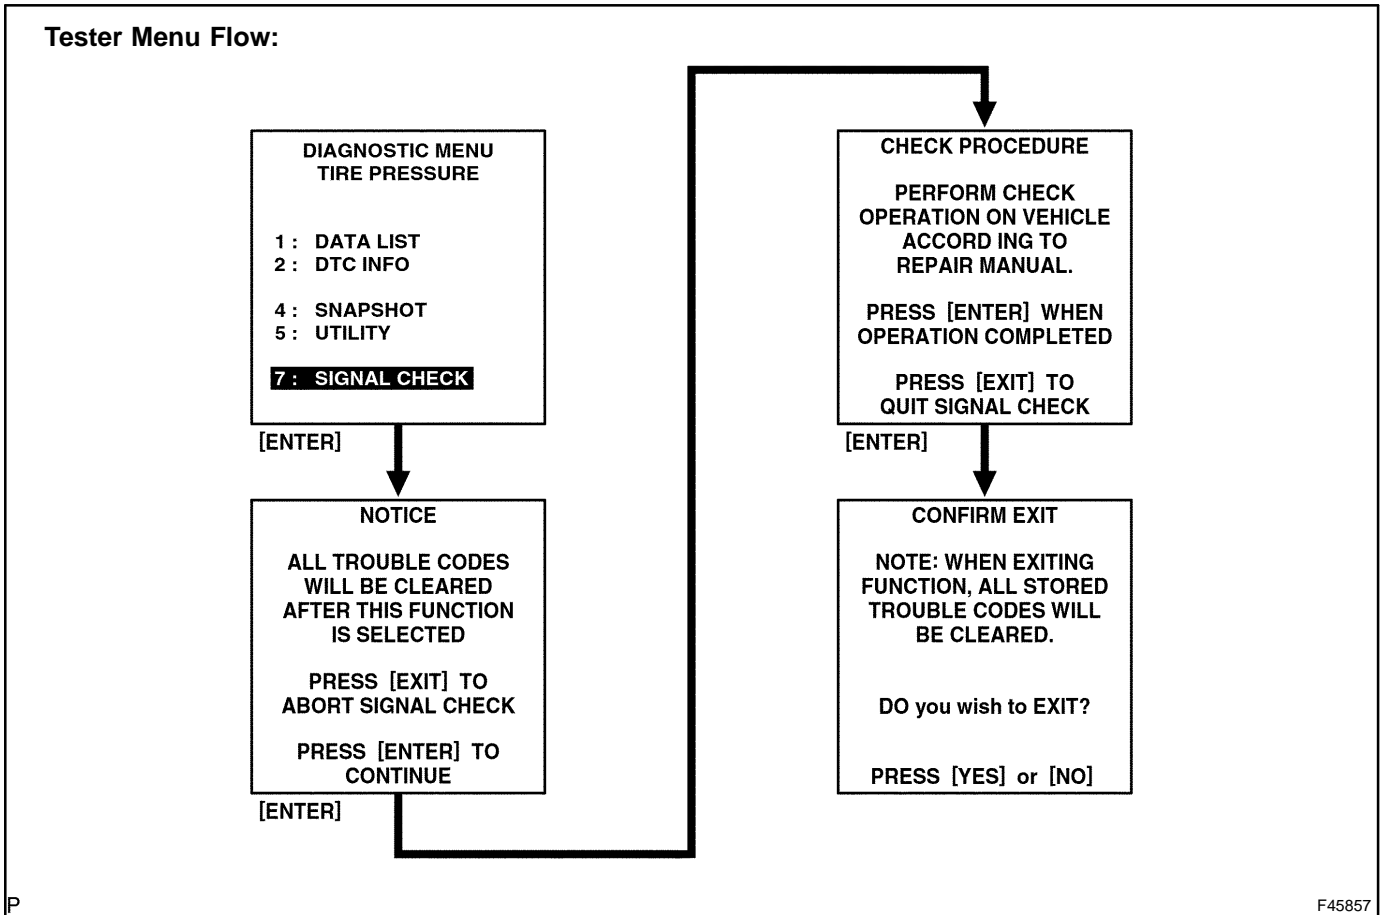 Tester Menu Flow:
DIAGNOSTIC MENU
TIRE PRESSURE
1 : DATA LIST
2 : DTC INFO
4 : SNAPSHOT
5 : UTILITY
7 : SIGNAL CHECK
[ENTER]
NOTICE
ALL TROUBLE CODES
WILL BE CLEARED
AFTER THIS FUNCTION
IS SELECTED
PRESS [EXIT] TO
ABORT SIGNAL CHECK
PRESS [ENTER] TO
CONTINUE
[ENTER]
CHECK PROCEDURE
PERFORM CHECK
OPERATION ON VEHICLE
ACCORD ING TO
REPAIR MANUAL.
PRESS [ENTER] WHEN
OPERATION COMPLETED
PRESS [EXIT] TO
QUIT SIGNAL CHECK
[ENTER]
CONFIRM EXIT
NOTE: WHEN EXITING
FUNCTION, ALL STORED
TROUBLE CODES WILL
BE CLEARED.
DO you wish to EXIT?
PRESS [YES] or [NO]
P
F45857